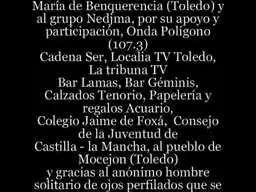 María de Benquerencia (Toledo) y
al grupo Nedjma, por su apoyo y
participación, Onda Polígono
(107.3)
Cadena Ser, Localia TV Toledo,
La tribuna TV
Bar Lamas, Bar Géminis,
Calzados Tenorio, Papelería y
regalos Acuario,
Colegio Jaime de Foxá, Consejo
de la Juventud de
Castilla - la Mancha, al pueblo de
Mocejon (Toledo)
y gracias al anónimo hombre
solitario de ojos perfilados que se